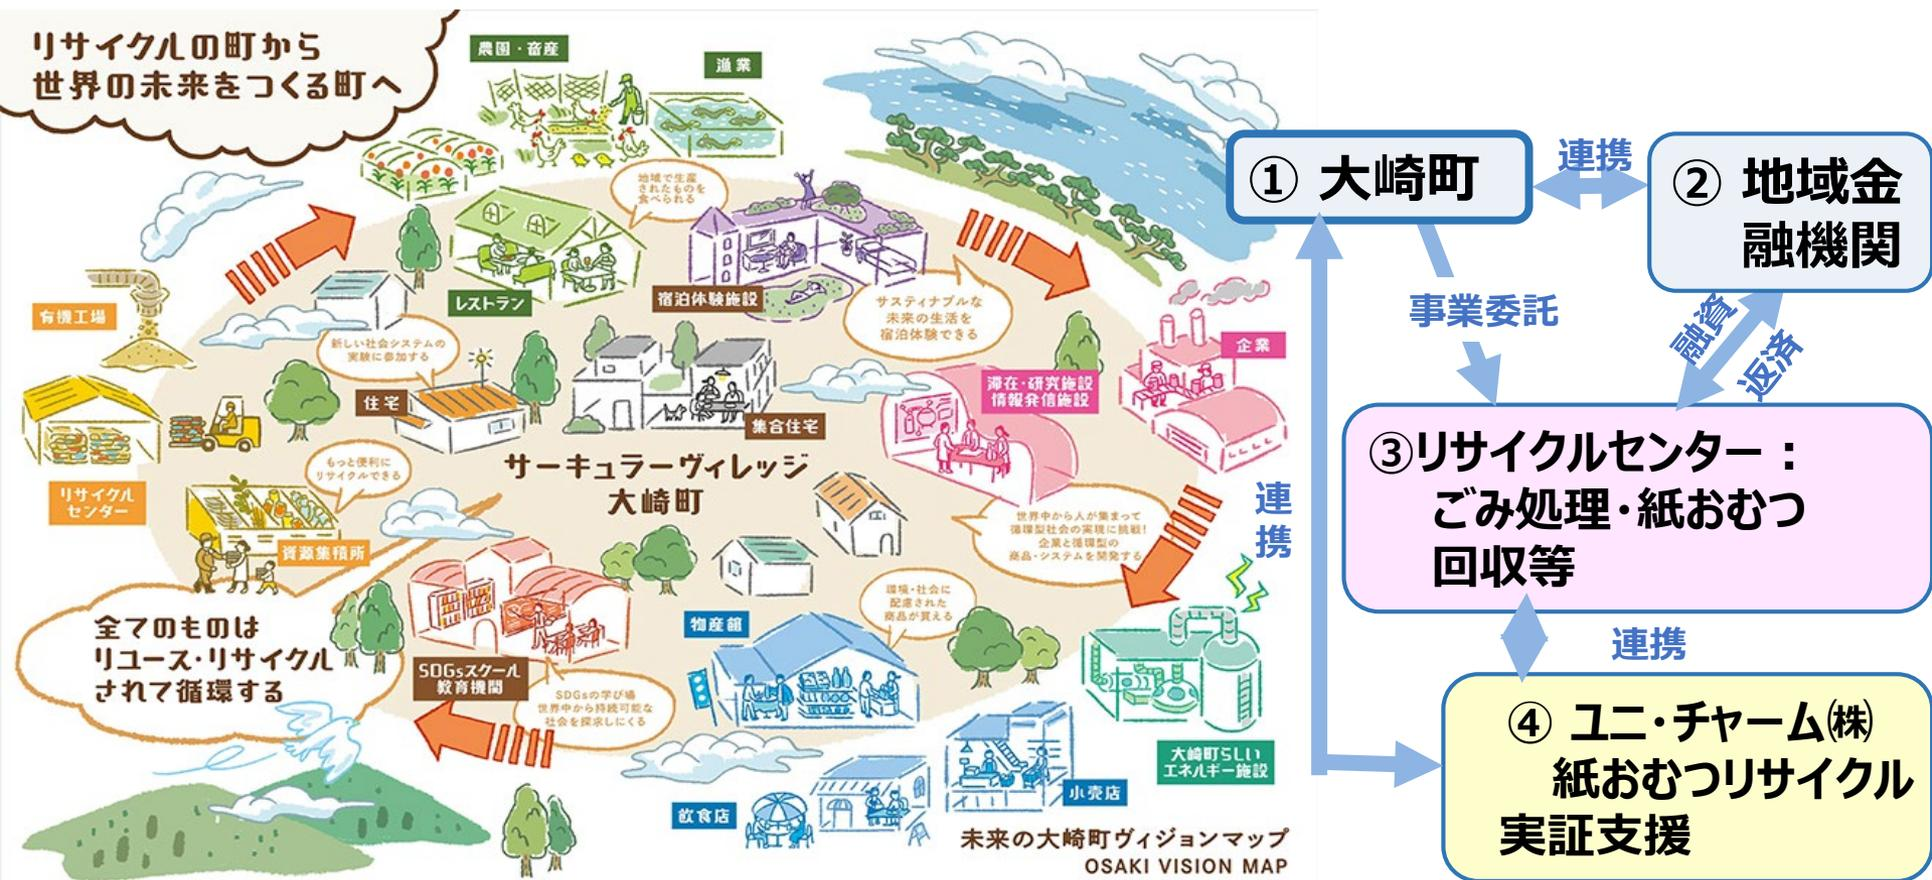 リサイクルの町から
世界の未来をつくる町へ
農園・畜産
漁業
地域で生産
されたものを
食べられる
レストラン
宿泊体験施設
サスティナブルな
未来の生活を
宿泊体験できる
有機工場
新しい社会システムの
実験に参加する
住宅
集合住宅
企業
滞在・研究施設
情報発信施設
リサイクル
センター
もっと便利に
リサイクルできる
資源集積所
サーキュラーヴィレッジ
大崎町
世界中から人が集まって
循環型社会の実現に挑戦!
企業と循環型の
商品・システムを開発する
全てのものは
リユース・リサイクル
されて循環する
SDGsスクール
教育機関
SDGsの学び場
世界中から持続可能な
社会を探求しにくる
物産館
環境・社会に
配慮された
商品が買える
大崎町らしい
エネルギー施設
飲食店
小売店
未来の大崎町ヴィジョンマップ
OSAKI VISION MAP
① 大崎町
連携
② 地域金
融機関
事業委託
融資
返済
③リサイクルセンター：
ごみ処理・紙おむつ
回収等
連携
連携
④ ユニ・チャーム㈱
紙おむつリサイクル
実証支援